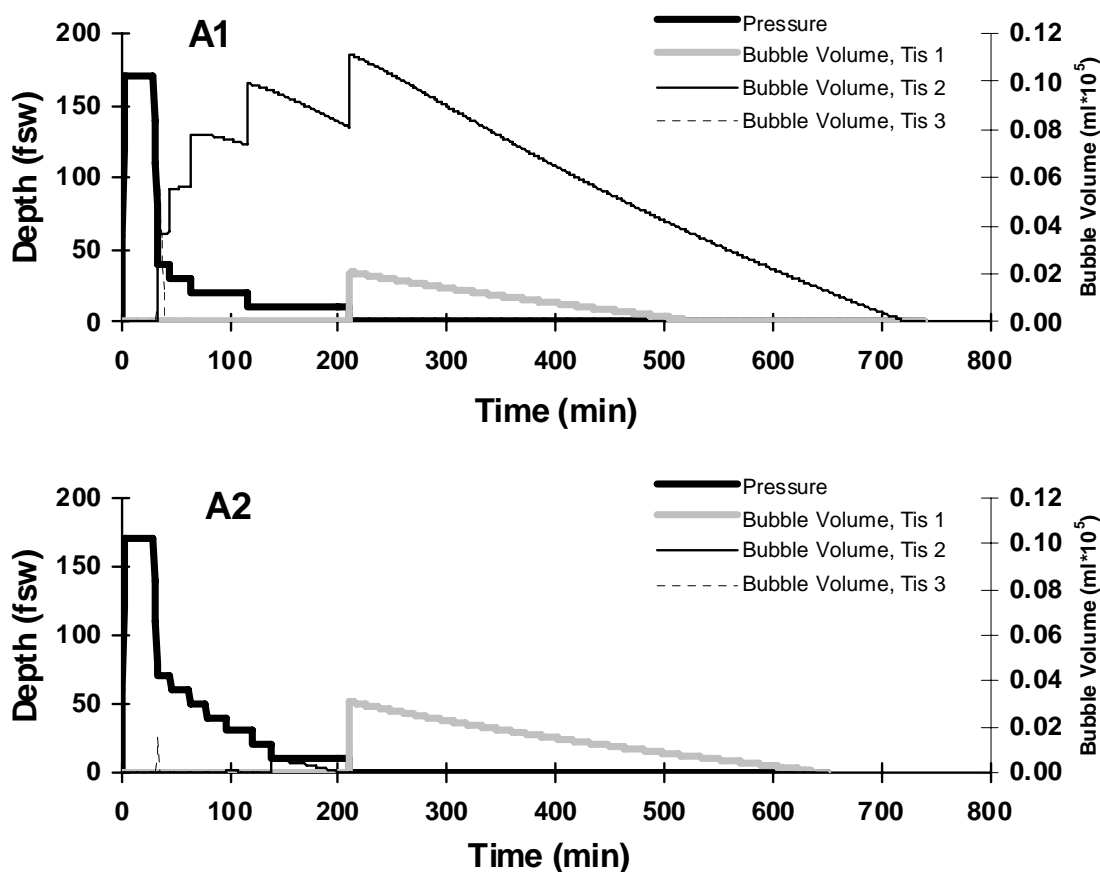 A1
Pressure
Bubble Volume, Tis 1
Bubble Volume, Tis 2
Bubble Volume, Tis 3
Depth (fsw)
200
150
100
50
0
0.12
0.10
0.08
0.06
0.04
0.02
0.00
Bubble Volume (ml*10^5)
0 100 200 300 400 500 600 700 800
Time (min)
A2
Pressure
Bubble Volume, Tis 1
Bubble Volume, Tis 2
Bubble Volume, Tis 3
Depth (fsw)
200
150
100
50
0
0.12
0.10
0.08
0.06
0.04
0.02
0.00
Bubble Volume (ml*10^5)
0 100 200 300 400 500 600 700 800
Time (min)